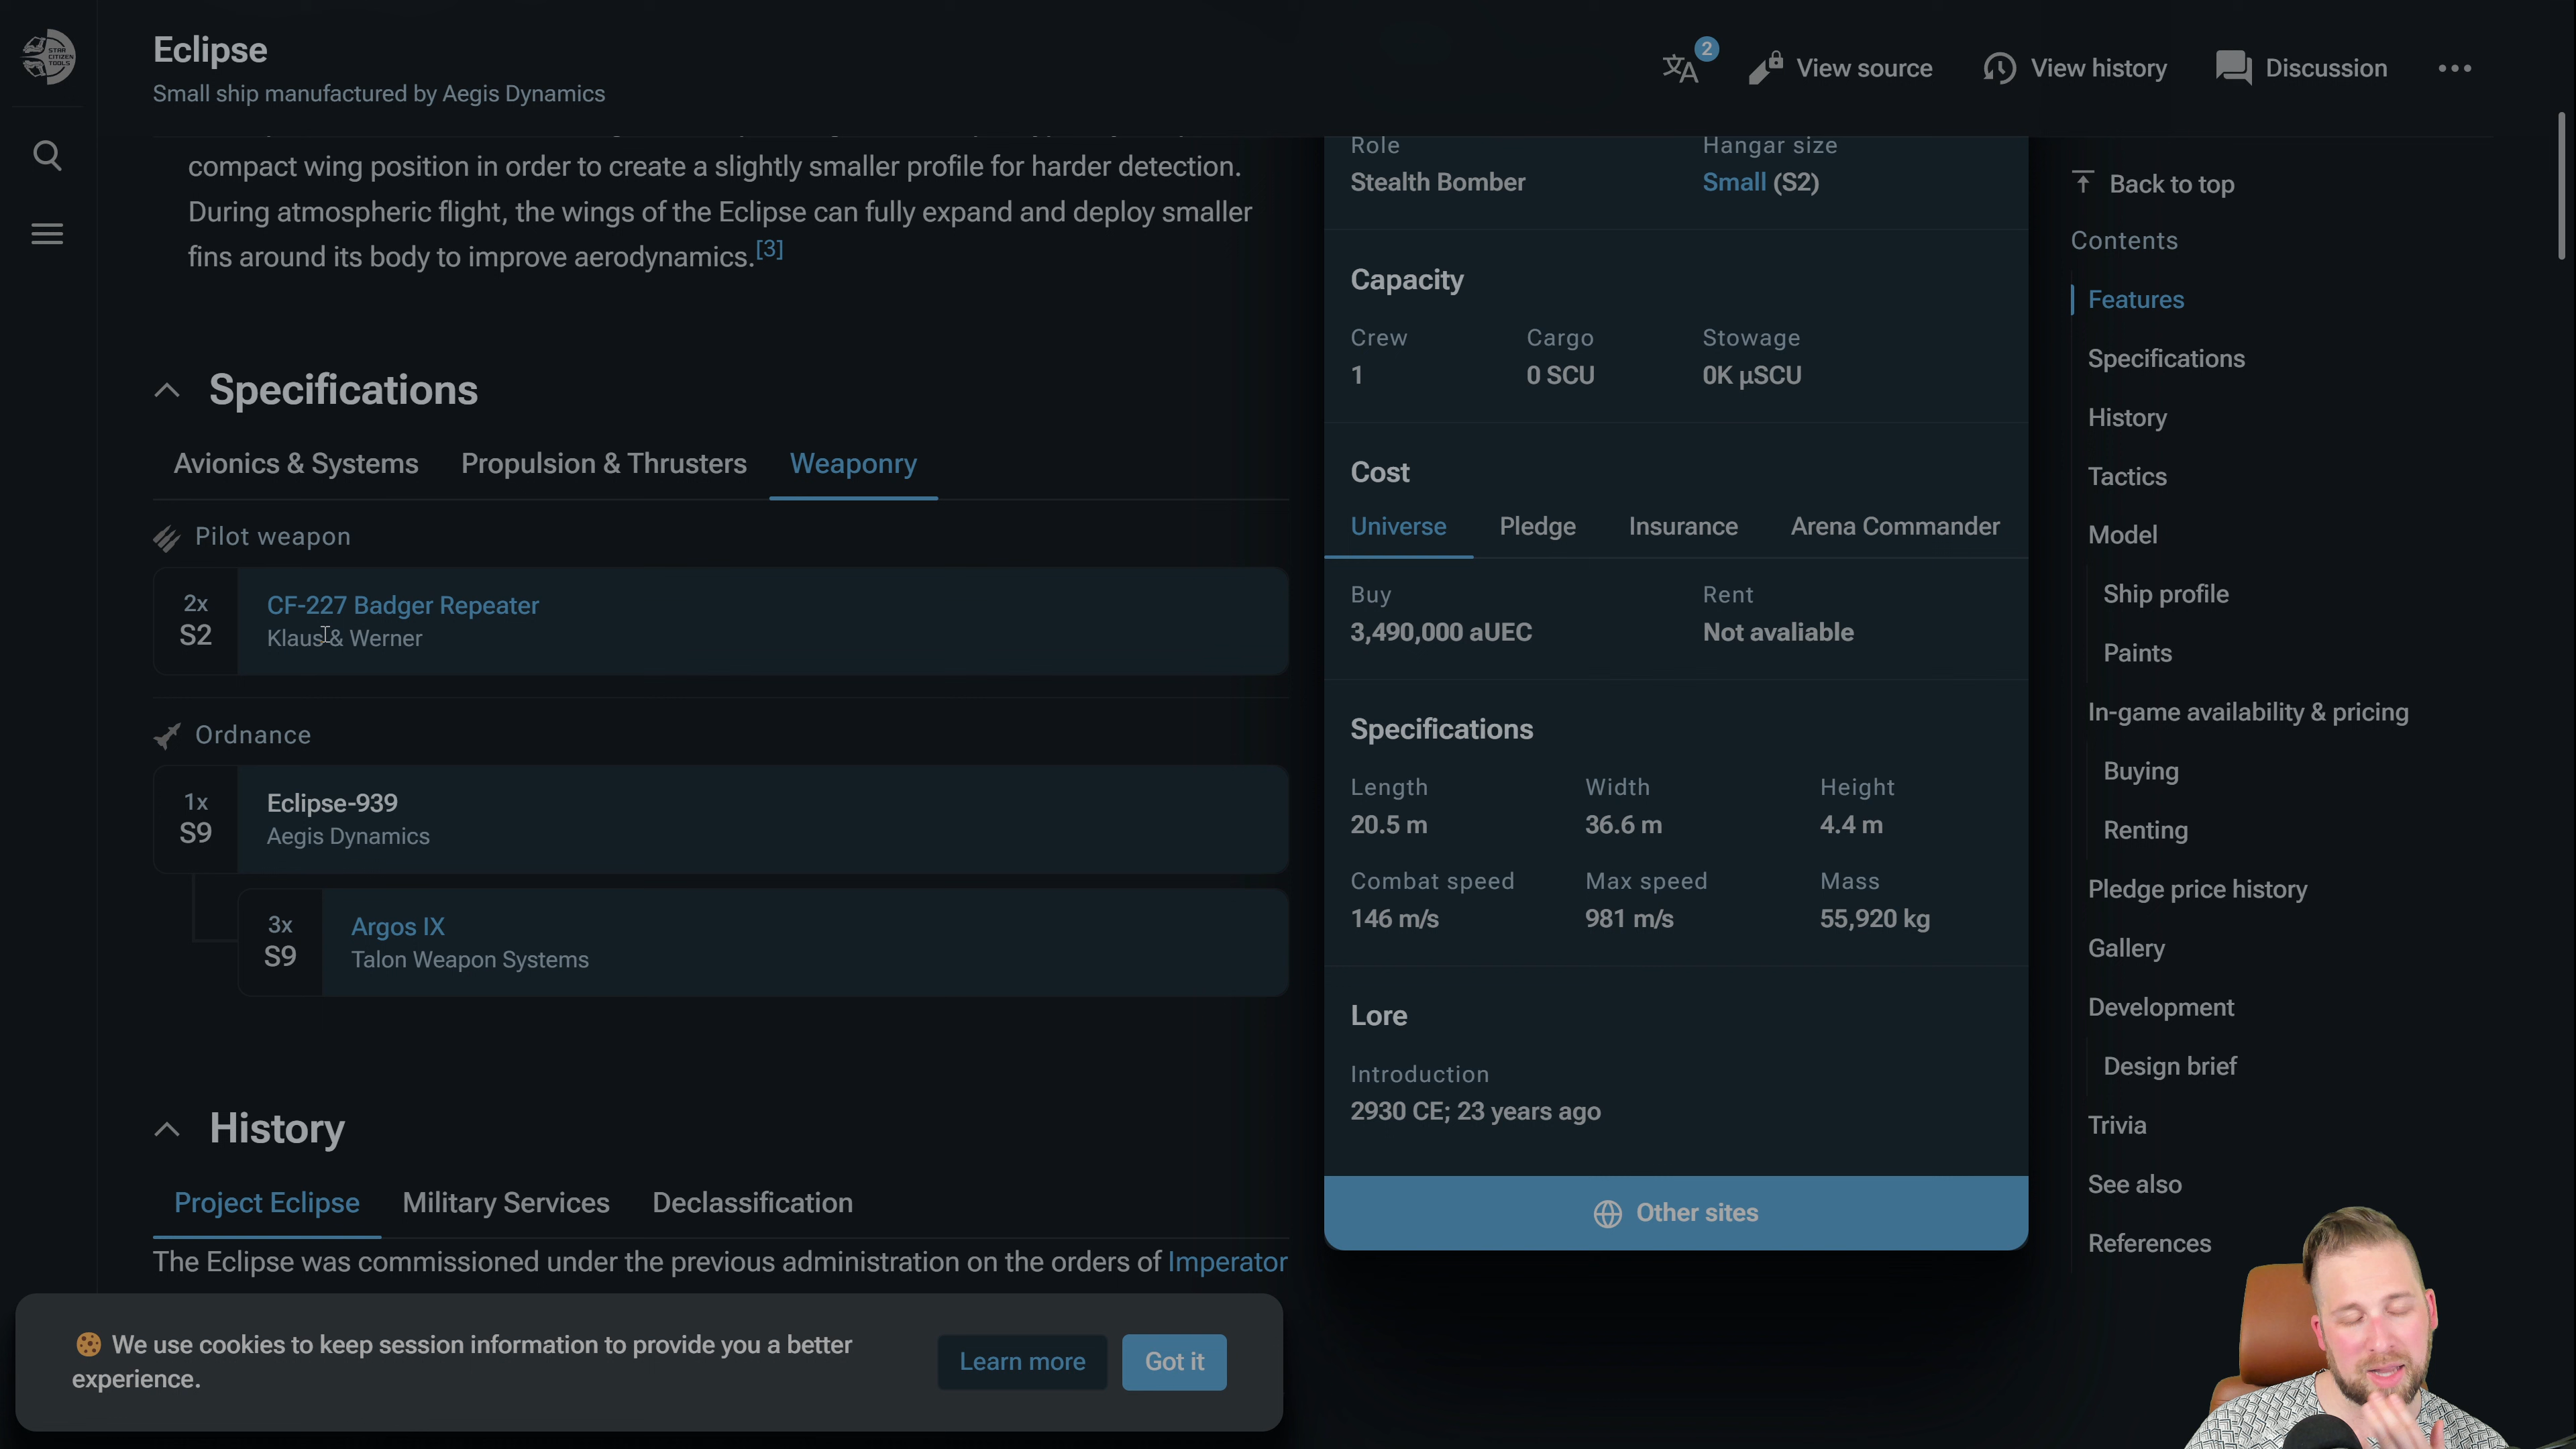 STAR
CITIZEN
TOOLS
Eclipse
Small ship manufactured by Aegis Dynamics
文A
2
View source
View history
Discussion
compact wing position in order to create a slightly smaller profile for harder detection.
During atmospheric flight, the wings of the Eclipse can fully expand and deploy smaller
fins around its body to improve aerodynamics.[3]
Specifications
Avionics & Systems
Propulsion & Thrusters
Weaponry
Pilot weapon
2x
S2
CF-227 Badger Repeater
Klaus & Werner
Ordnance
1x
S9
Eclipse-939
Aegis Dynamics
3x
S9
Argos IX
Talon Weapon Systems
History
Project Eclipse
Military Services
Declassification
The Eclipse was commissioned under the previous administration on the orders of Imperator
🍪 We use cookies to keep session information to provide you a better
experience.
Learn more
Got it
Role
Hangar size
Stealth Bomber
Small (S2)
Capacity
Crew
Cargo
Stowage
1
0 SCU
0K µSCU
Cost
Universe
Pledge
Insurance
Arena Commander
Buy
Rent
3,490,000 aUEC
Not avaliable
Specifications
Length
Width
Height
20.5 m
36.6 m
4.4 m
Combat speed
Max speed
Mass
146 m/s
981 m/s
55,920 kg
Lore
Introduction
2930 CE; 23 years ago
Other sites
Back to top
Contents
Features
Specifications
History
Tactics
Model
Ship profile
Paints
In-game availability & pricing
Buying
Renting
Pledge price history
Gallery
Development
Design brief
Trivia
See also
References